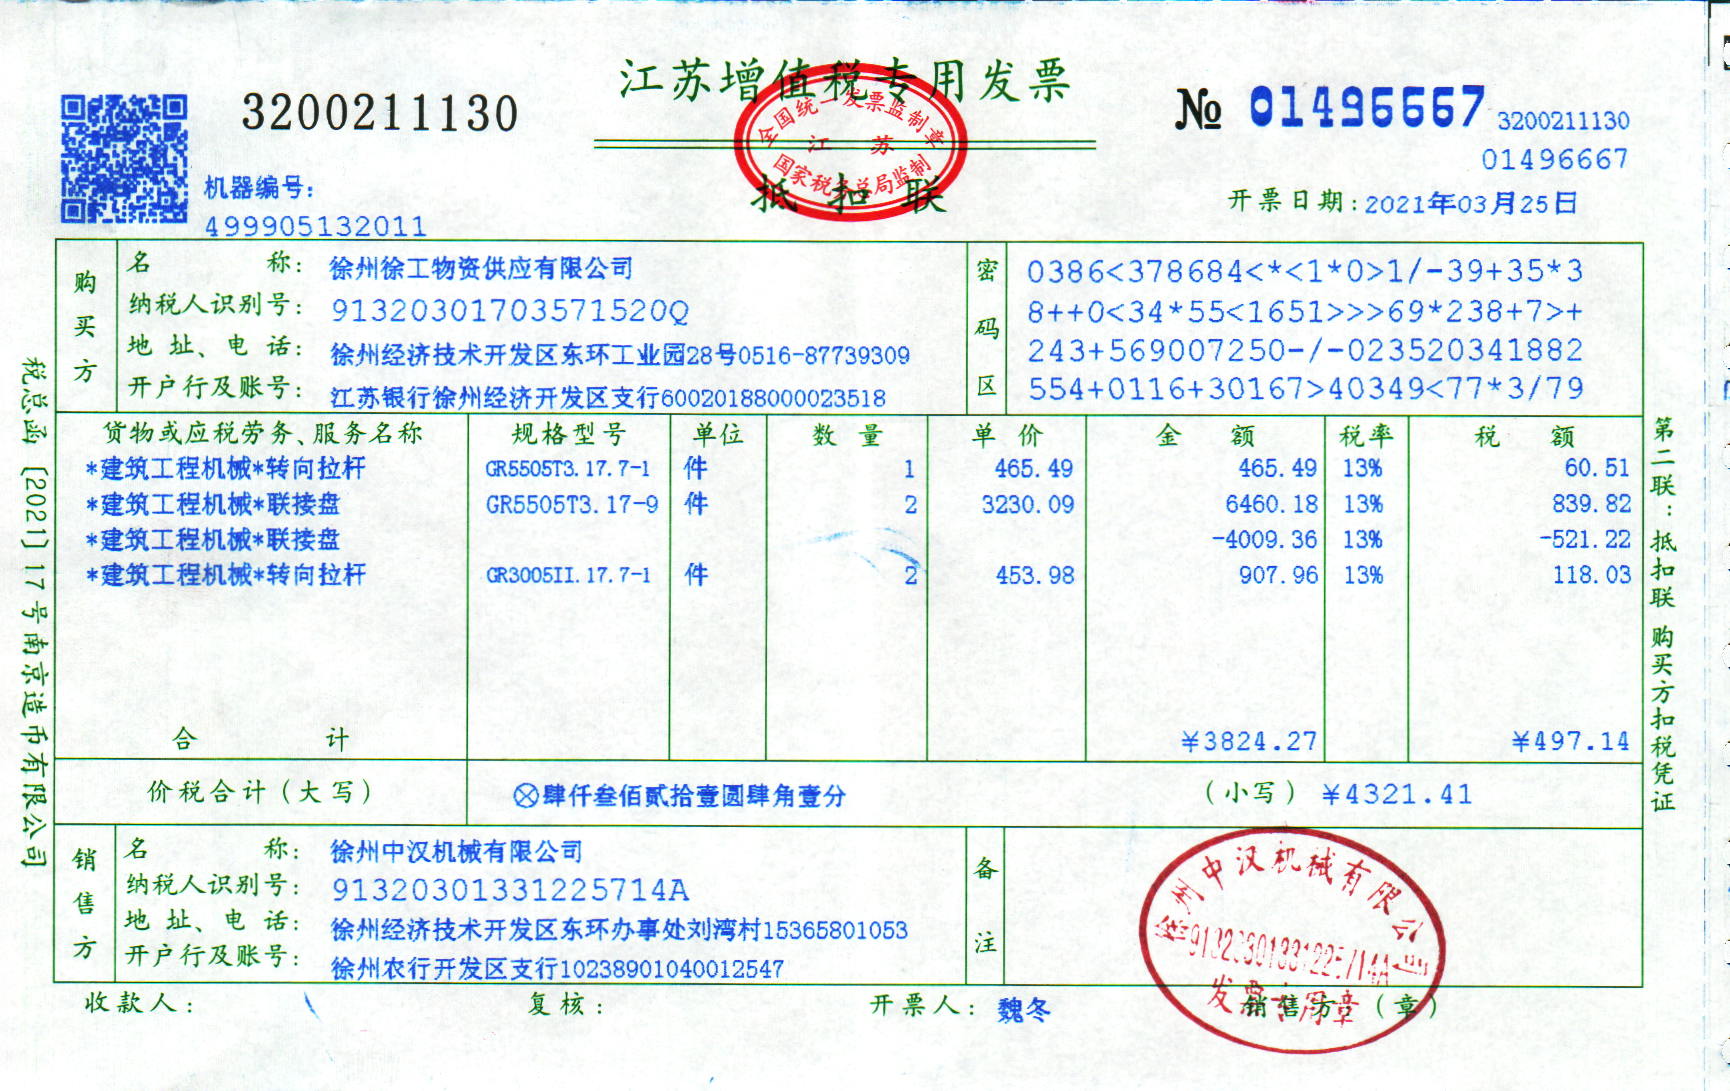 江苏增值税专用发票
3200211130
№ 01496667
3200211130
01496667
全国统一发票监制章
江苏
国家税务总局监制
抵扣联
机器编号:
499905132011
开票日期:2021年03月25日
购买方
名称: 徐州徐工物资供应有限公司
纳税人识别号: 91320301703571520Q
地址、电话: 徐州经济技术开发区东环工业园28号0516-87739309
开户行及账号: 江苏银行徐州经济开发区支行60020188000023518
密码区
0386<378684<*<1*0>1/-39+35*3
8++0<34*55<1651>>>69*238+7>+
243+569007250-/-023520341882
554+0116+30167>40349<77*3/79
货物或应税劳务、服务名称 规格型号 单位 数量 单价 金额 税率 税额
*建筑工程机械*转向拉杆 GR5505T3.17.7-1 件 1 465.49 465.49 13% 60.51
*建筑工程机械*联接盘 GR5505T3.17-9 件 2 3230.09 6460.18 13% 839.82
*建筑工程机械*联接盘 -4009.36 13% -521.22
*建筑工程机械*转向拉杆 GR3005II.17.7-1 件 2 453.98 907.96 13% 118.03
合计 ¥3824.27 ¥497.14
价税合计(大写) ⊗肆仟叁佰贰拾壹圆肆角壹分 (小写) ¥4321.41
销售方
名称: 徐州中汉机械有限公司
纳税人识别号: 91320301331225714A
地址、电话: 徐州经济技术开发区东环办事处刘湾村15365801053
开户行及账号: 徐州农行开发区支行10238901040012547
备注
徐州中汉机械有限公司
91320301331225714A
发票专用章
收款人: 复核: 开票人: 魏冬 销售方:(章)
税总函〔2021〕17号南京造币有限公司
第二联:抵扣联 购买方扣税凭证